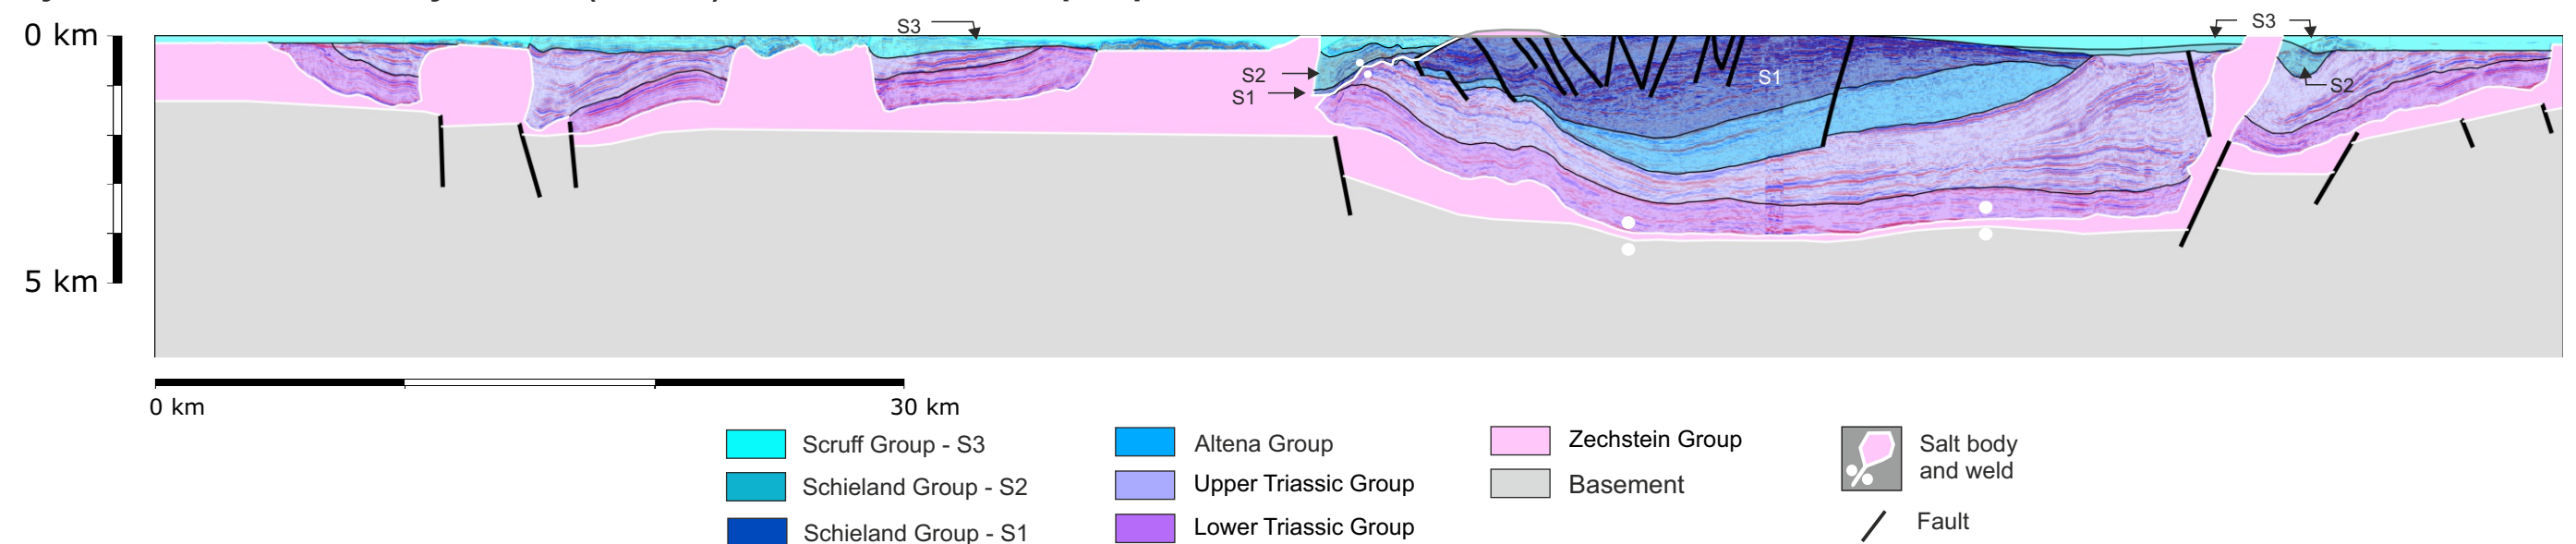 S3
S3
0 km
S2
S1
S1
S2
5 km
0 km
30 km
Scruff Group - S3
Altena Group
Zechstein Group
Salt body
and weld
Schieland Group - S2
Upper Triassic Group
Basement
Schieland Group - S1
Lower Triassic Group
Fault